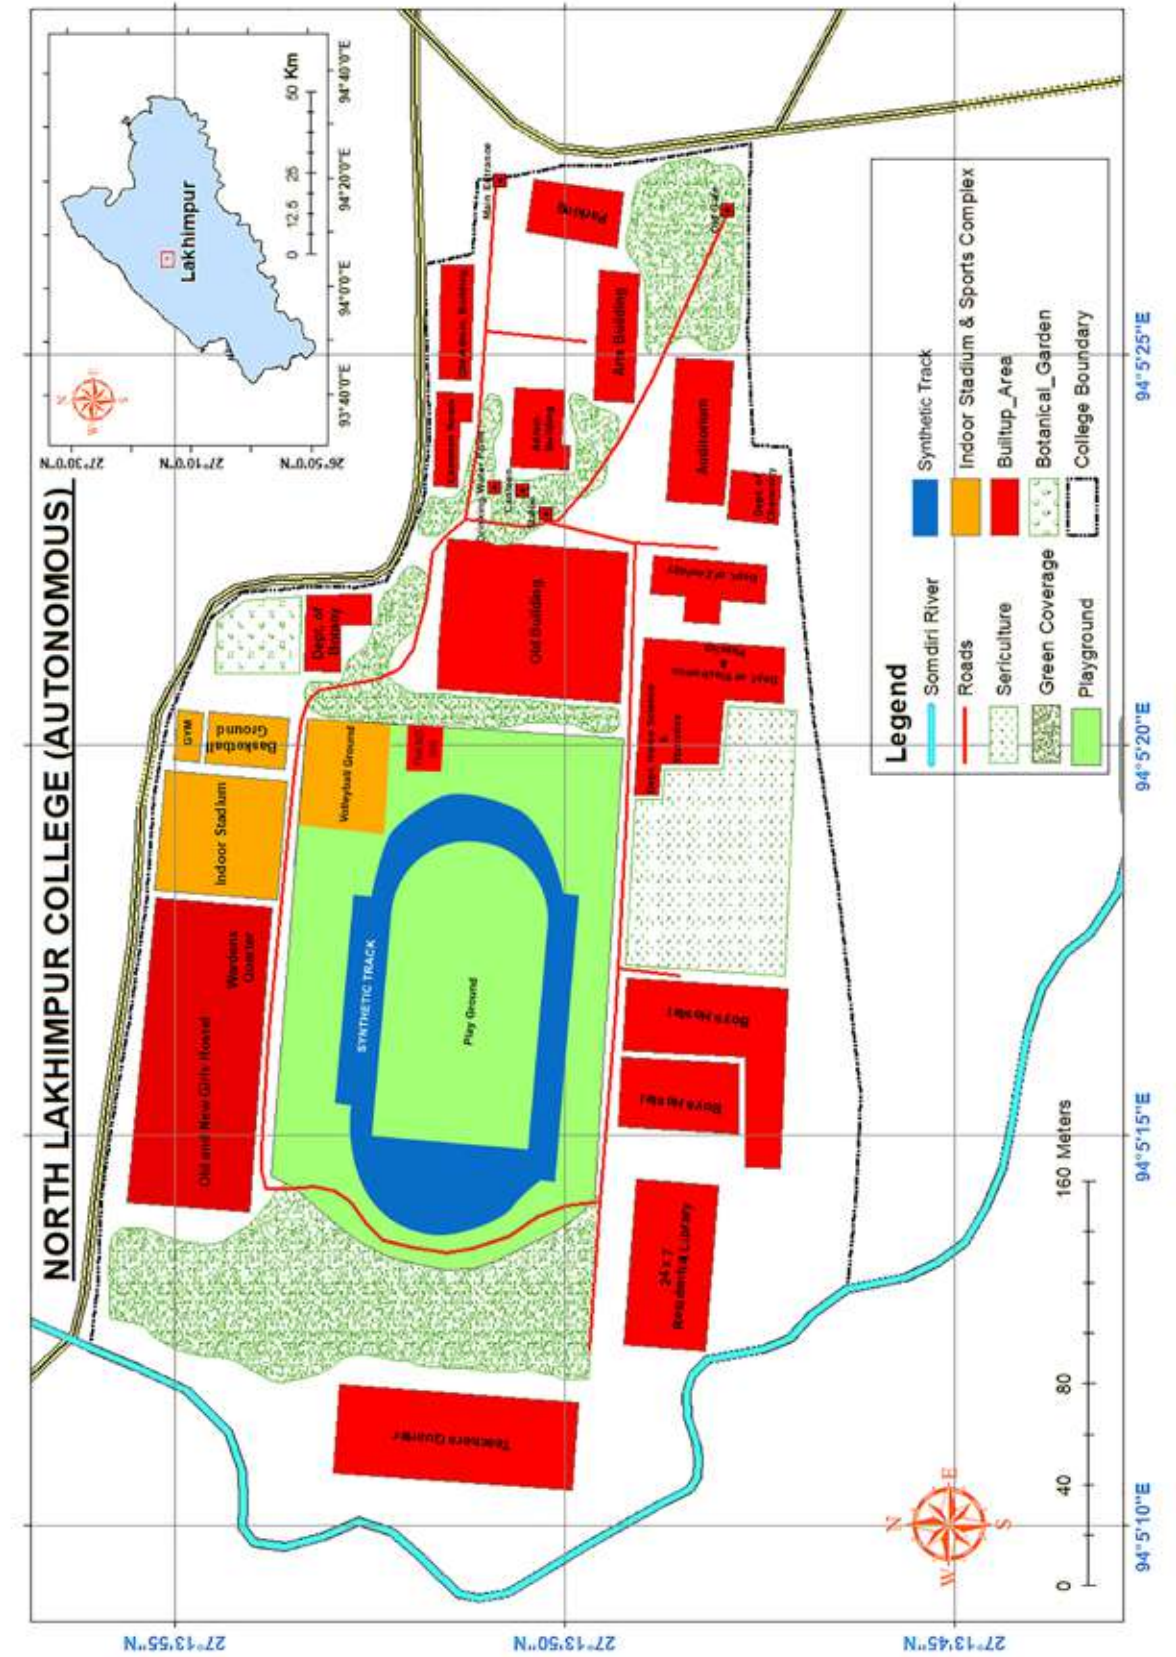 NORTH LAKHIMPUR COLLEGE (AUTONOMOUS)
27°30'0"N
27°10'0"N
26°50'0"N
93°40'0"E
94°0'0"E
94°20'0"E
94°40'0"E
N
W
E
S
Lakhimpur
0 12.5 25 50 Km
Old and New Girls Hostel
Wardens
Quarter
Indoor Stadium
GYM
Basketball
Ground
Dept. of
Botany
Volleyball Ground
SYNTHETIC TRACK
Play Ground
Teachers Quarter
24 x 7
Residential Library
Boys Hostel
Boys Hostel
Old Building
Canteen
Admin
Building
Main Entrance
Parking
Arts Building
Old Gate
Auditorium
Dept. of
Chemistry
Dept. of Zoology
Legend
Somdiri River
Roads
Sericulture
Green Coverage
Playground
Synthetic Track
Indoor Stadium & Sports Complex
Builtup_Area
Botanical_Garden
College Boundary
N
W
E
S
0 40 80 160 Meters
27°13'55"N
27°13'50"N
27°13'45"N
94°5'10"E
94°5'15"E
94°5'20"E
94°5'25"E